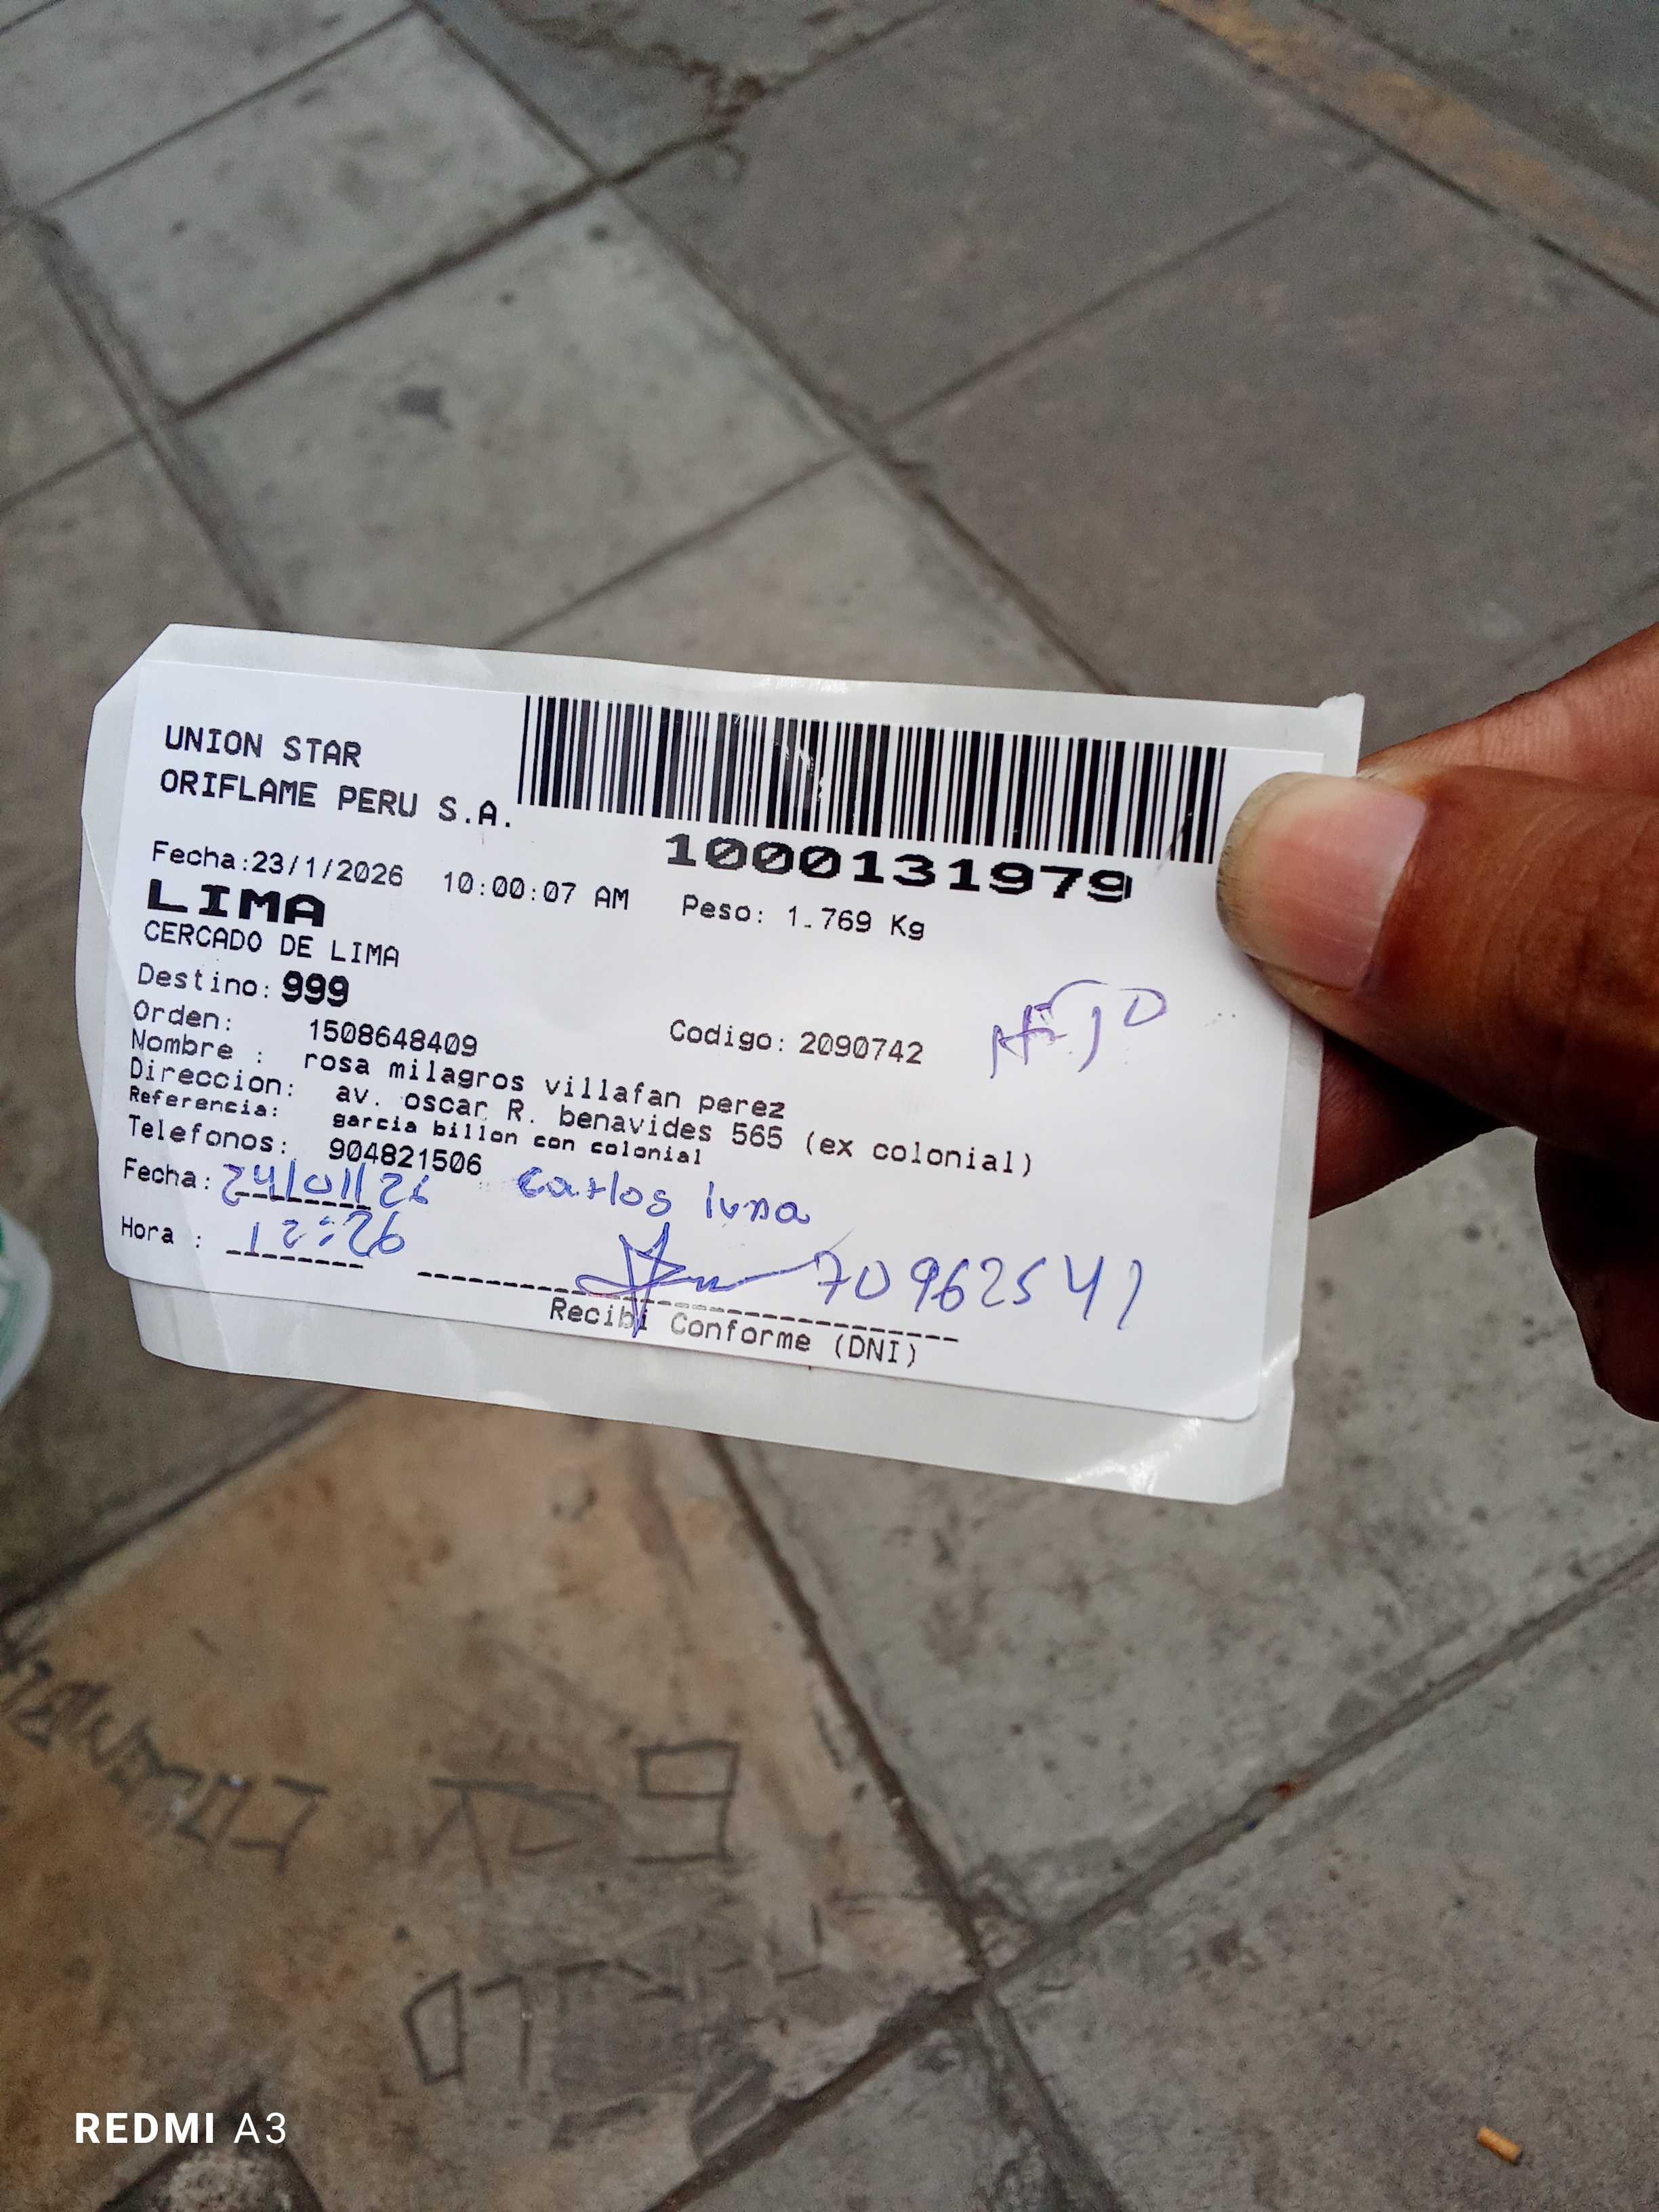 UNION STAR
ORIFLAME PERU S.A.
1000131979
Fecha:23/1/2026 10:00:07 AM Peso: 1.769 Kg
LIMA
CERCADO DE LIMA
Destino: 999
Orden: 1508648409 Codigo: 2090742
Nombre : rosa milagros villafan perez
Direccion: av. oscar R. benavides 565 (ex colonial)
Referencia: garcia billon con colonial
Telefonos: 904821506
Fecha: 24/01/26 Carlos luna
Hora : 12:26
70962541
Recibi Conforme (DNI)
REDMI A3